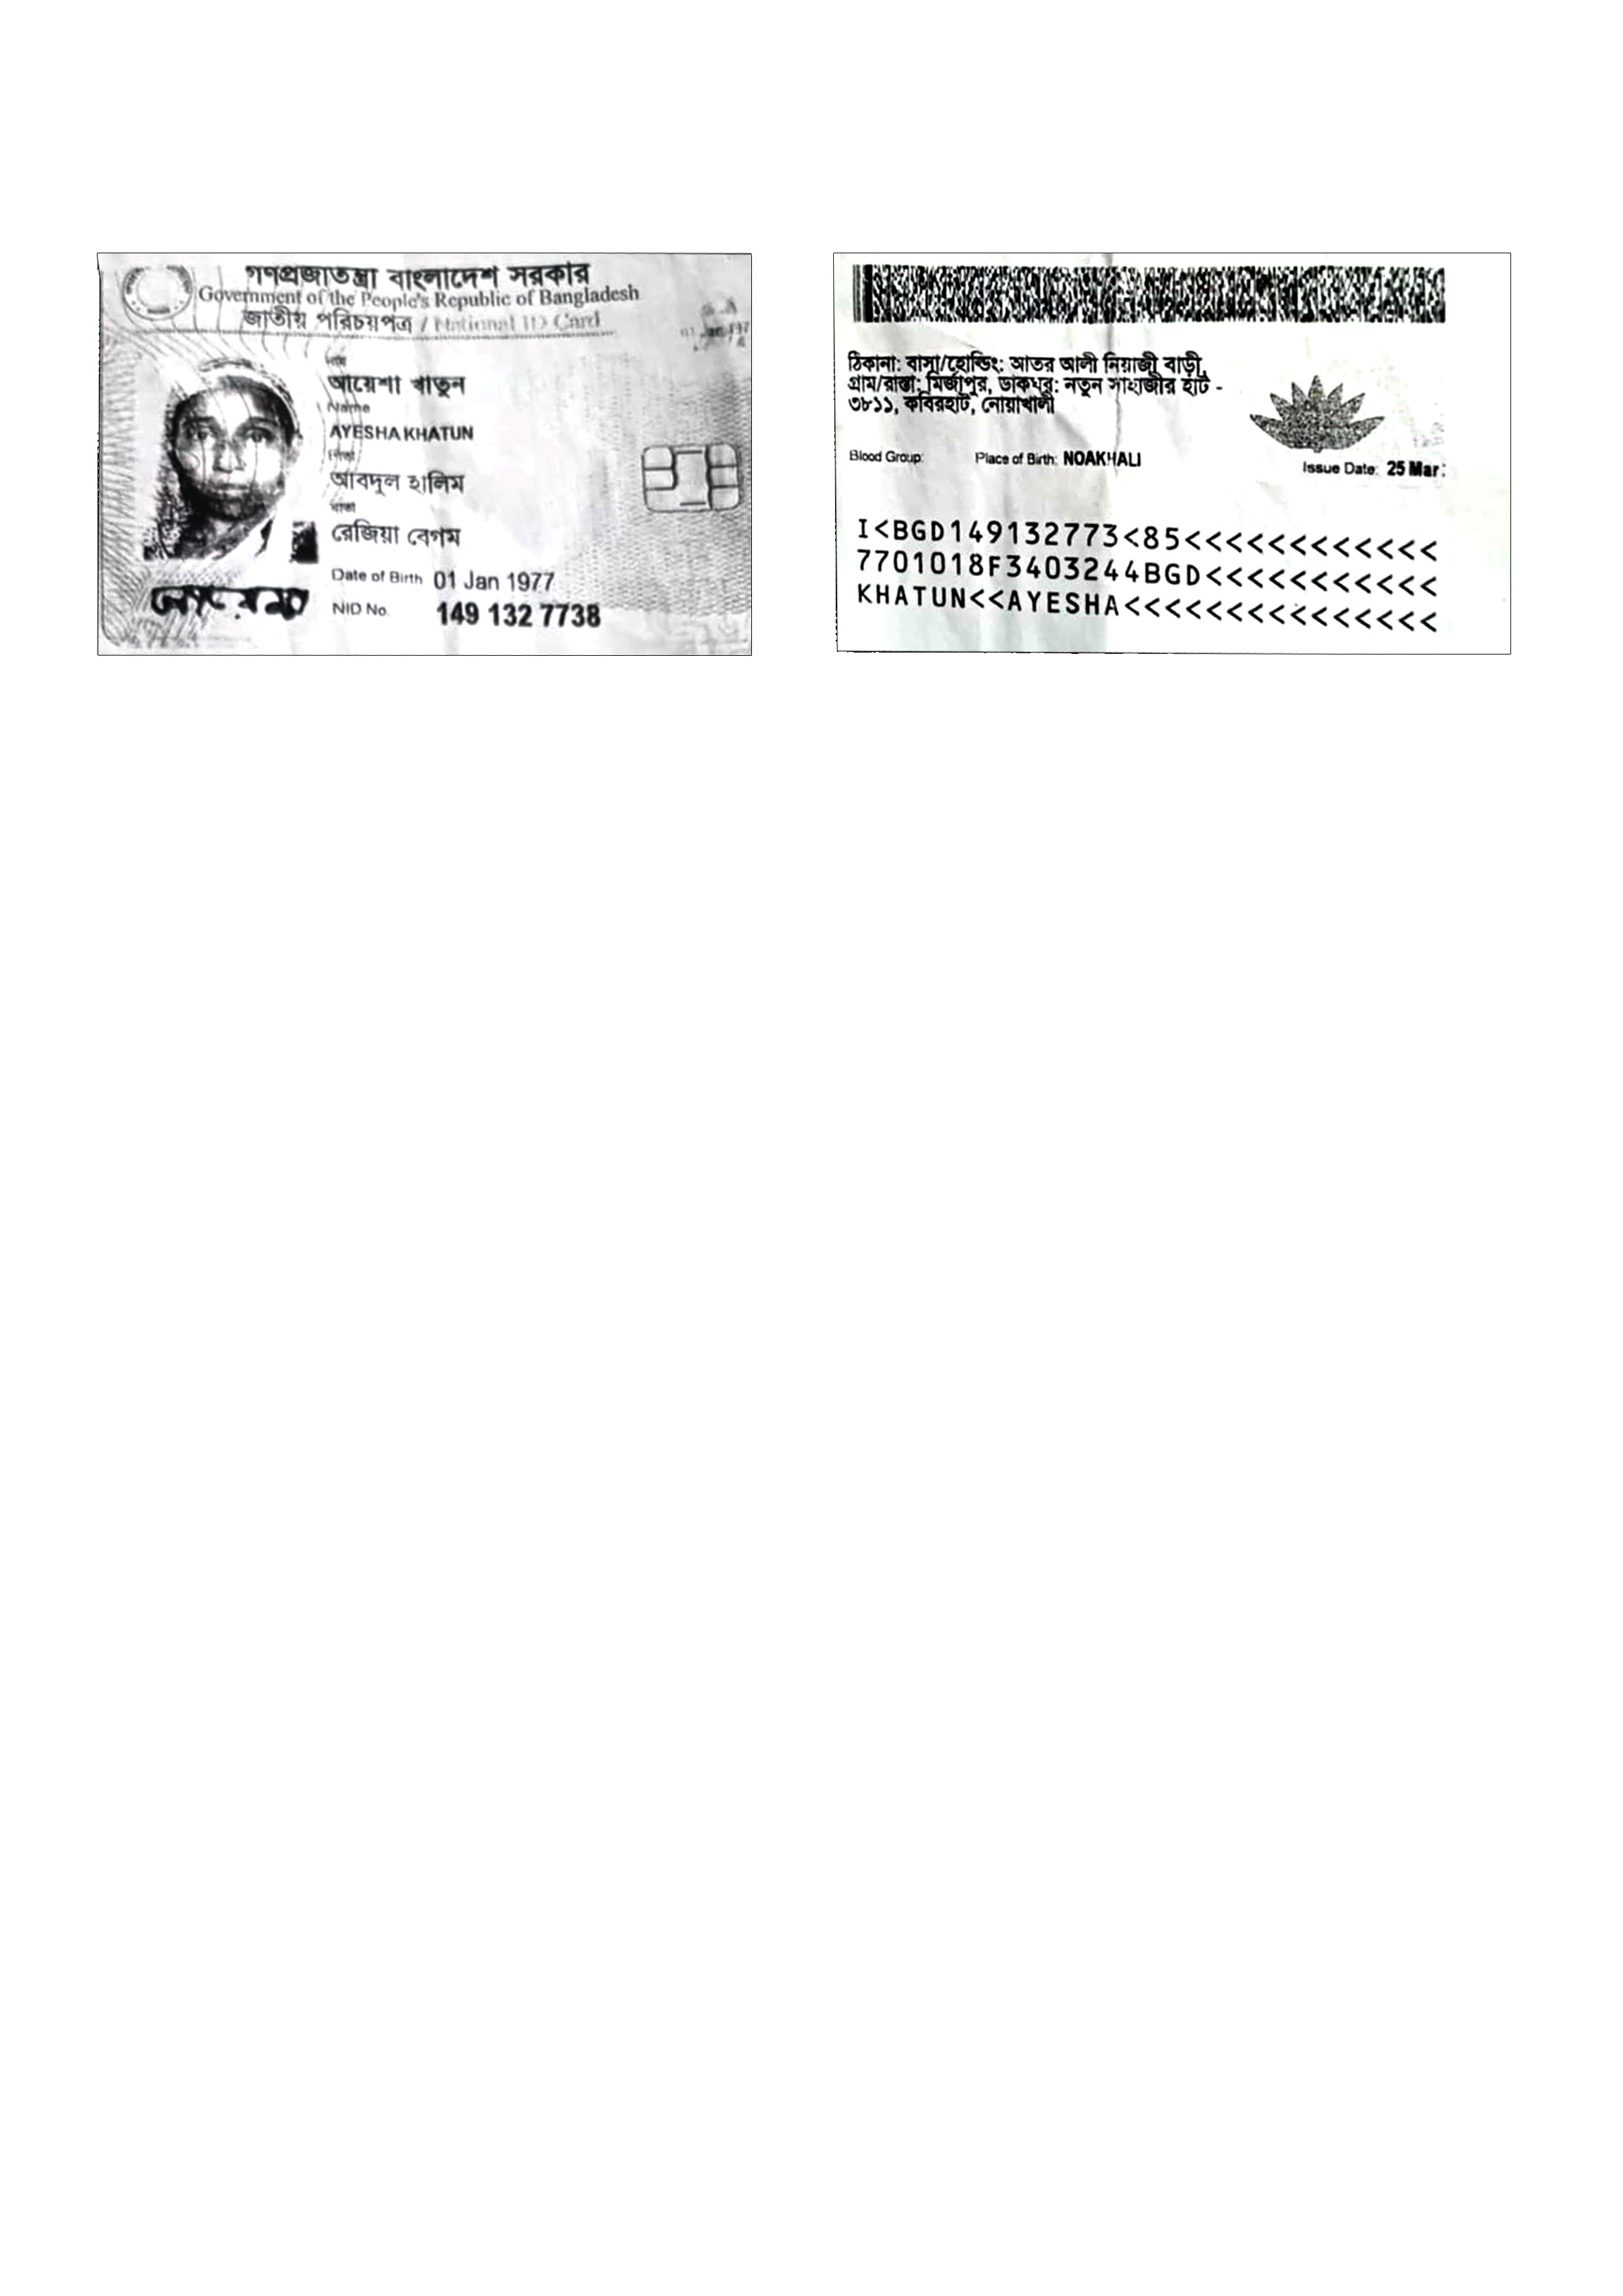 গণপ্রজাতন্ত্রী বাংলাদেশ সরকার
Government of the People's Republic of Bangladesh
জাতীয় পরিচয়পত্র / National ID Card
নাম
আয়েশা খাতুন
Name
AYESHA KHATUN
পিতা
আবদুল হালিম
মাতা
রেজিয়া বেগম
Date of Birth 01 Jan 1977
NID No. 149 132 7738
ঠিকানা: বাসা/হোল্ডিং: আতর আলী নিয়াজী বাড়ী,
গ্রাম/রাস্তা: মির্জাপুর, ডাকঘর: নতুন সাহাজীর হাট -
৩৮১১, কবিরহাট, নোয়াখালী
Blood Group: Place of Birth: NOAKHALI
Issue Date: 25 Mar
I<BGD149132773<85<<<<<<<<<<<<
7701018F3403244BGD<<<<<<<<<<<
KHATUN<<AYESHA<<<<<<<<<<<<<<<